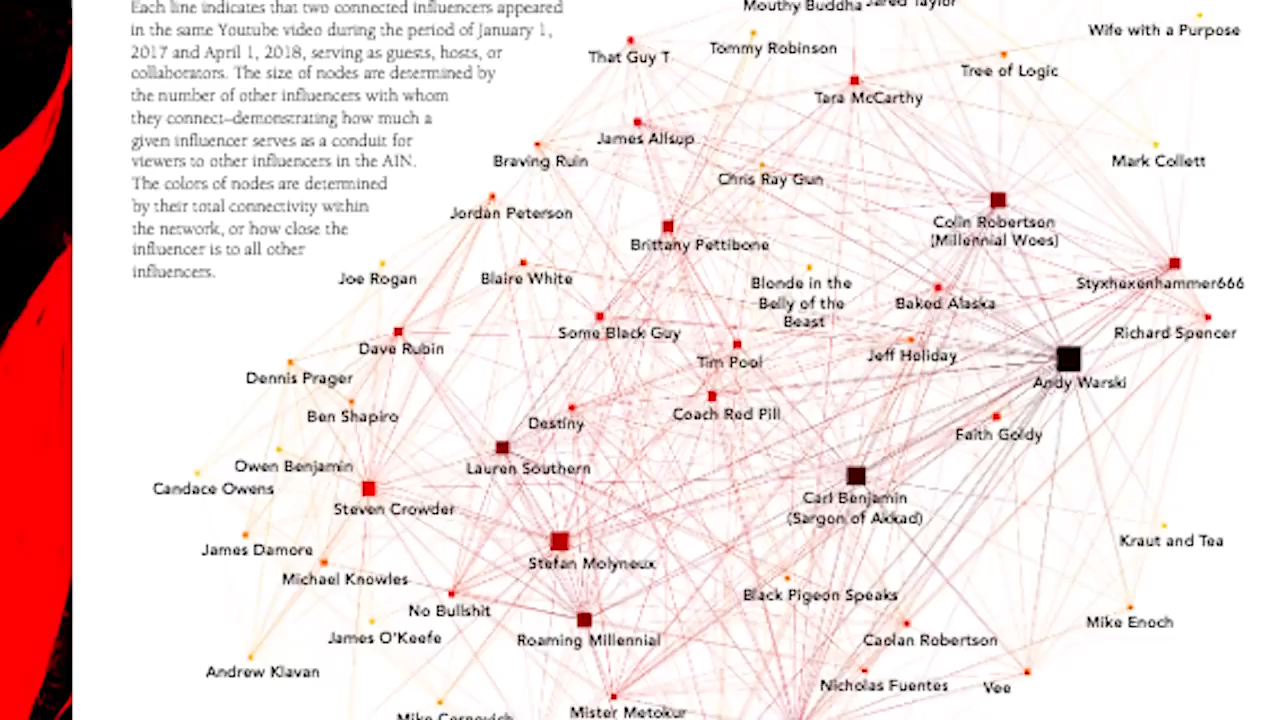 Each line indicates that two connected influencers appeared
in the same Youtube video during the period of January 1,
2017 and April 1, 2018, serving as guests, hosts, or
collaborators. The size of nodes are determined by
the number of other influencers with whom
they connect–demonstrating how much a
given influencer serves as a conduit for
viewers to other influencers in the AIN.
The colors of nodes are determined
by their total connectivity within
the network, or how close the
influencer is to all other
influencers.
Mouthy Buddha
Jared Taylor
Wife with a Purpose
Tommy Robinson
That Guy T
Tree of Logic
Tara McCarthy
James Allsup
Braving Ruin
Mark Collett
Chris Ray Gun
Jordan Peterson
Colin Robertson
(Millennial Woes)
Brittany Pettibone
Joe Rogan
Blaire White
Blonde in the
Belly of the
Beast
Styxhexenhammer666
Baked Alaska
Some Black Guy
Richard Spencer
Dave Rubin
Tim Pool
Jeff Holiday
Dennis Prager
Andy Warski
Ben Shapiro
Destiny
Coach Red Pill
Faith Goldy
Owen Benjamin
Lauren Southern
Candace Owens
Steven Crowder
Carl Benjamin
(Sargon of Akkad)
James Damore
Kraut and Tea
Stefan Molyneux
Michael Knowles
Black Pigeon Speaks
No Bullshit
Mike Enoch
James O'Keefe
Roaming Millennial
Caolan Robertson
Andrew Klavan
Nicholas Fuentes
Vee
Mister Metokur
Mike Cernovich